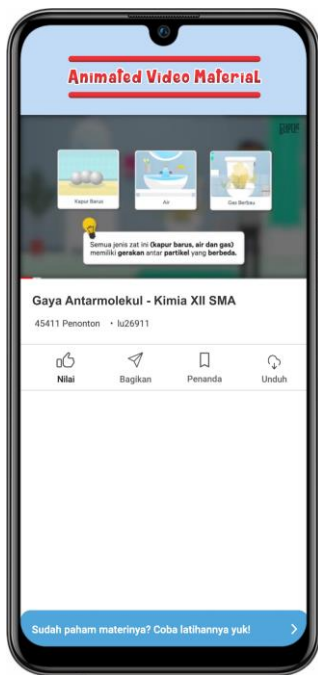 Animated Video Material
Kapur Barus
Air
Gas Berbau
Semua jenis zat ini (kapur barus, air dan gas)
memiliki gerakan antar partikel yang berbeda.
Gaya Antarmolekul - Kimia XII SMA
45411 Penonton • lu26911
Nilai
Bagikan
Penanda
Unduh
Sudah paham materinya? Coba latihannya yuk!